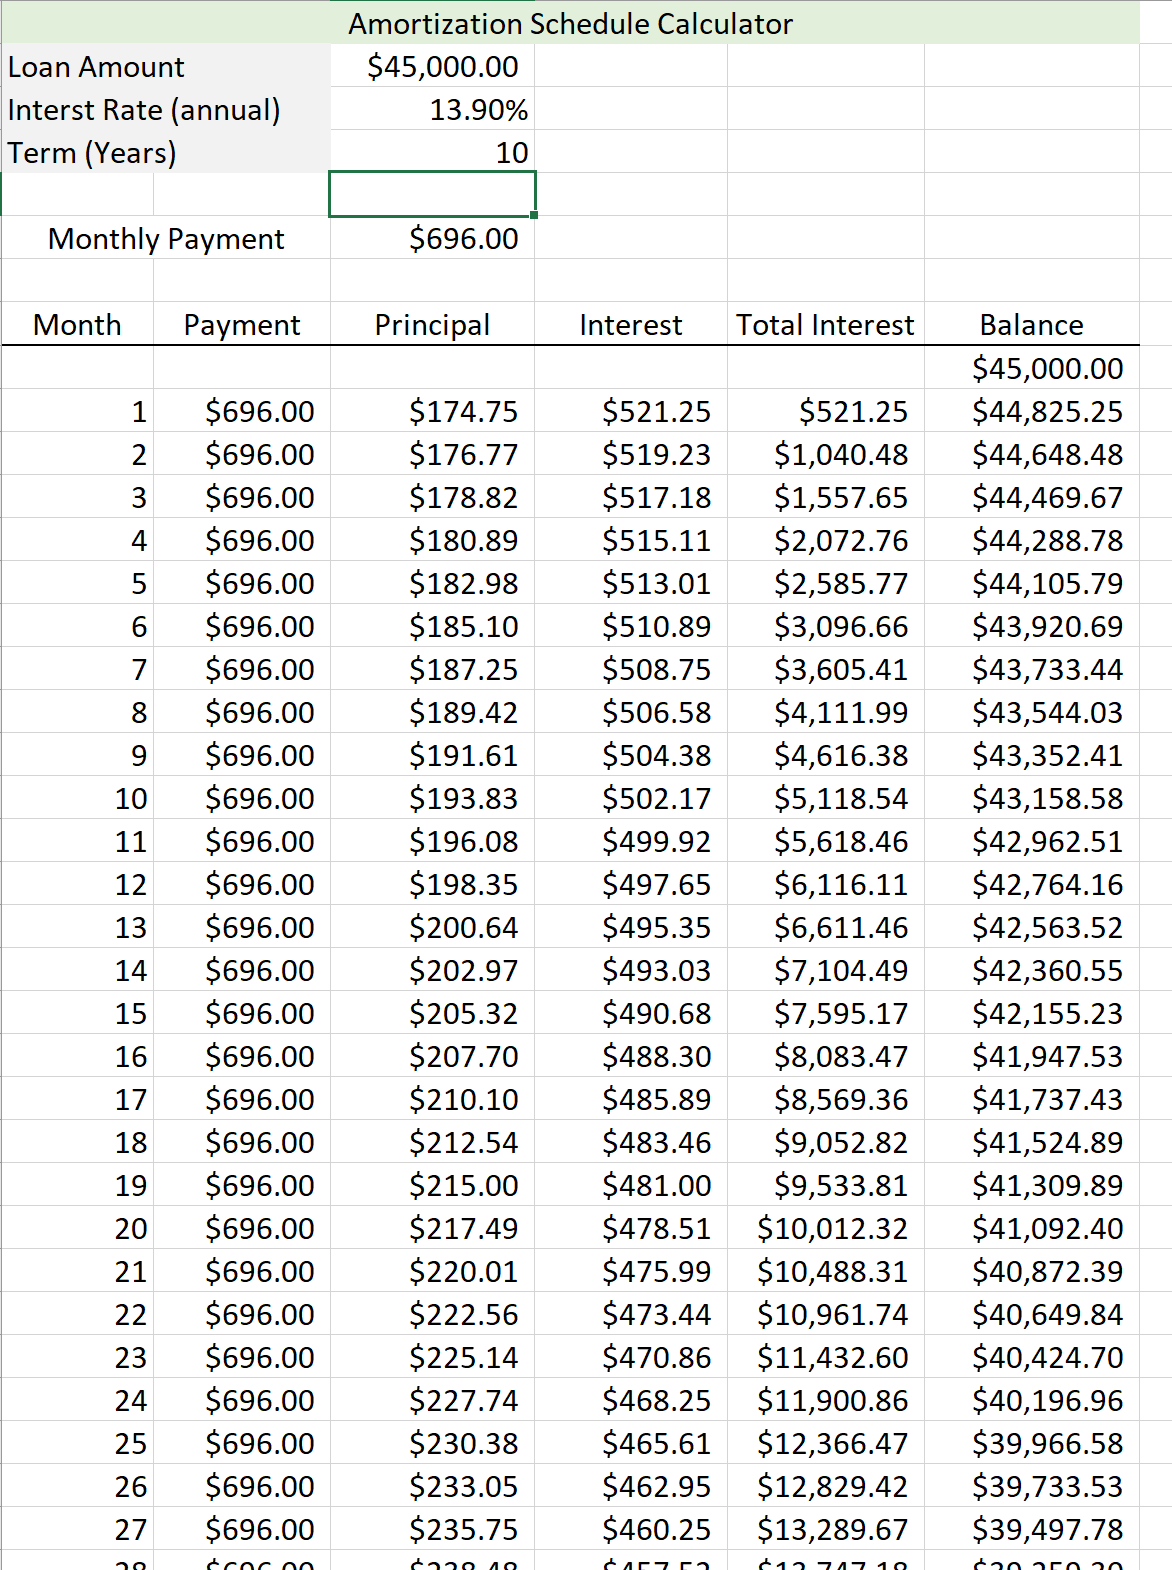 Amortization Schedule Calculator
Loan Amount $45,000.00
Interst Rate (annual) 13.90%
Term (Years) 10
Monthly Payment $696.00
Month Payment Principal Interest Total Interest Balance
$45,000.00
1 $696.00 $174.75 $521.25 $521.25 $44,825.25
2 $696.00 $176.77 $519.23 $1,040.48 $44,648.48
3 $696.00 $178.82 $517.18 $1,557.65 $44,469.67
4 $696.00 $180.89 $515.11 $2,072.76 $44,288.78
5 $696.00 $182.98 $513.01 $2,585.77 $44,105.79
6 $696.00 $185.10 $510.89 $3,096.66 $43,920.69
7 $696.00 $187.25 $508.75 $3,605.41 $43,733.44
8 $696.00 $189.42 $506.58 $4,111.99 $43,544.03
9 $696.00 $191.61 $504.38 $4,616.38 $43,352.41
10 $696.00 $193.83 $502.17 $5,118.54 $43,158.58
11 $696.00 $196.08 $499.92 $5,618.46 $42,962.51
12 $696.00 $198.35 $497.65 $6,116.11 $42,764.16
13 $696.00 $200.64 $495.35 $6,611.46 $42,563.52
14 $696.00 $202.97 $493.03 $7,104.49 $42,360.55
15 $696.00 $205.32 $490.68 $7,595.17 $42,155.23
16 $696.00 $207.70 $488.30 $8,083.47 $41,947.53
17 $696.00 $210.10 $485.89 $8,569.36 $41,737.43
18 $696.00 $212.54 $483.46 $9,052.82 $41,524.89
19 $696.00 $215.00 $481.00 $9,533.81 $41,309.89
20 $696.00 $217.49 $478.51 $10,012.32 $41,092.40
21 $696.00 $220.01 $475.99 $10,488.31 $40,872.39
22 $696.00 $222.56 $473.44 $10,961.74 $40,649.84
23 $696.00 $225.14 $470.86 $11,432.60 $40,424.70
24 $696.00 $227.74 $468.25 $11,900.86 $40,196.96
25 $696.00 $230.38 $465.61 $12,366.47 $39,966.58
26 $696.00 $233.05 $462.95 $12,829.42 $39,733.53
27 $696.00 $235.75 $460.25 $13,289.67 $39,497.78